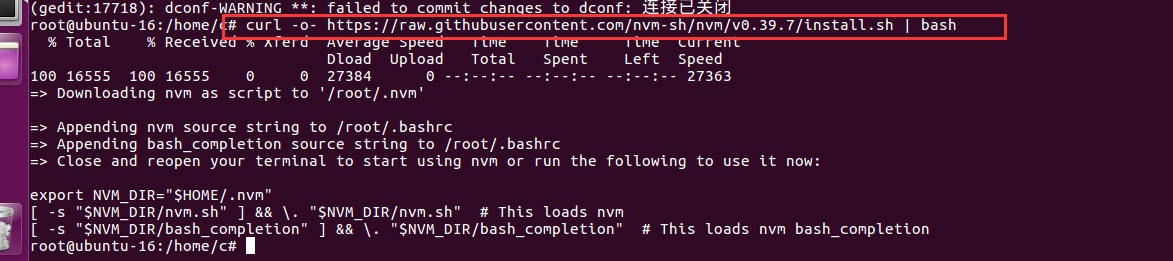 (gedit:17718): dconf-WARNING **: failed to commit changes to dconf: 连接已关闭
root@ubuntu-16:/home/c# curl -o- https://raw.githubusercontent.com/nvm-sh/nvm/v0.39.7/install.sh | bash
% Total % Received % Xferd Average Speed Time Time Time Current
Dload Upload Total Spent Left Speed
100 16555 100 16555 0 0 27384 0 --:--:-- --:--:-- --:--:-- 27363
=> Downloading nvm as script to '/root/.nvm'
=> Appending nvm source string to /root/.bashrc
=> Appending bash_completion source string to /root/.bashrc
=> Close and reopen your terminal to start using nvm or run the following to use it now:
export NVM_DIR="$HOME/.nvm"
[ -s "$NVM_DIR/nvm.sh" ] && \. "$NVM_DIR/nvm.sh" # This loads nvm
[ -s "$NVM_DIR/bash_completion" ] && \. "$NVM_DIR/bash_completion" # This loads nvm bash_completion
root@ubuntu-16:/home/c#